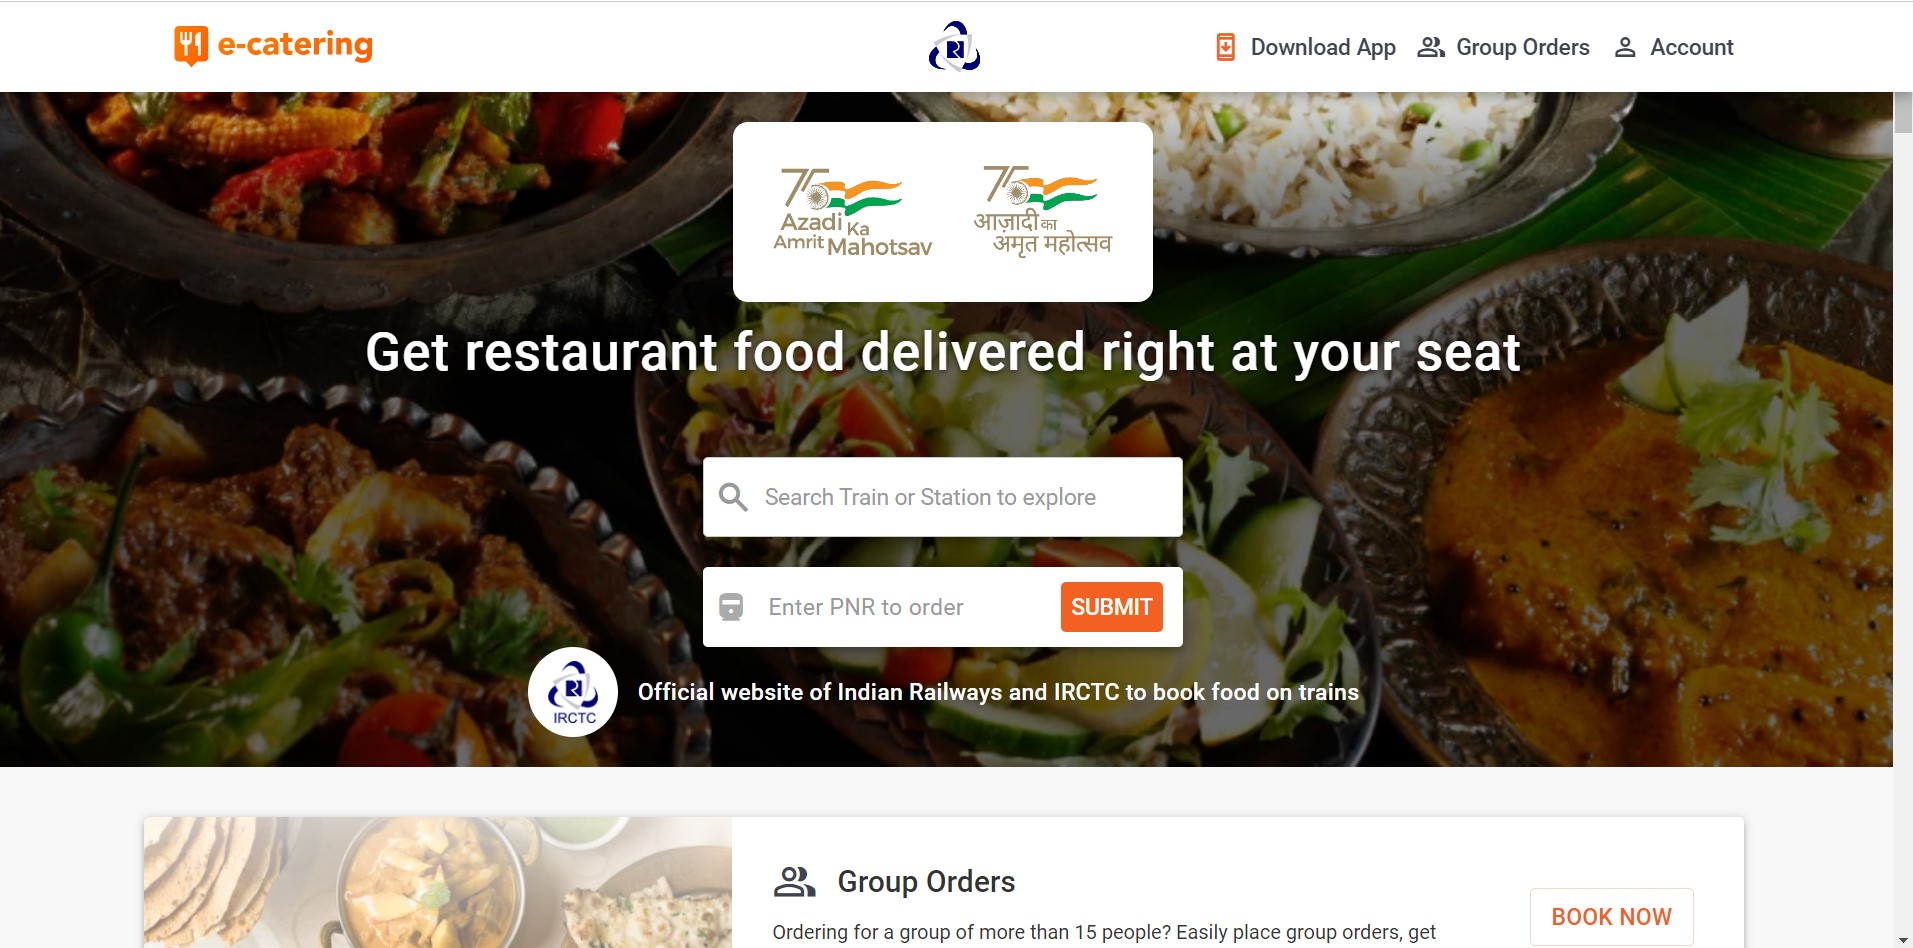 e-catering
Download App
Group Orders
Account
75
Azadi Ka
Amrit Mahotsav
75
आज़ादी का
अमृत महोत्सव
Get restaurant food delivered right at your seat
Search Train or Station to explore
Enter PNR to order
SUBMIT
IRCTC
Official website of Indian Railways and IRCTC to book food on trains
Group Orders
BOOK NOW
Ordering for a group of more than 15 people? Easily place group orders, get